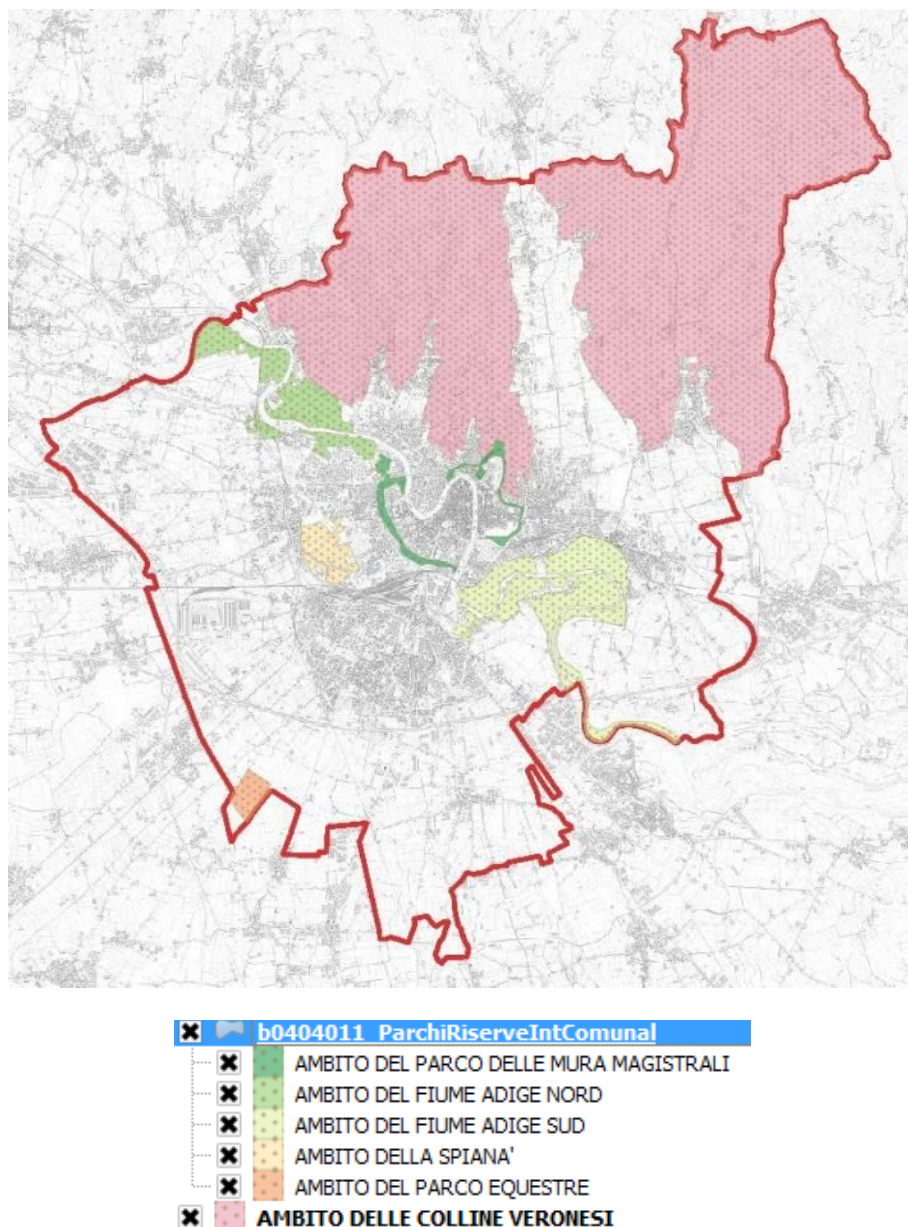 b0404011_ParchiRiserveIntComunal
AMBITO DEL PARCO DELLE MURA MAGISTRALI
AMBITO DEL FIUME ADIGE NORD
AMBITO DEL FIUME ADIGE SUD
AMBITO DELLA SPIANA'
AMBITO DEL PARCO EQUESTRE
AMBITO DELLE COLLINE VERONESI